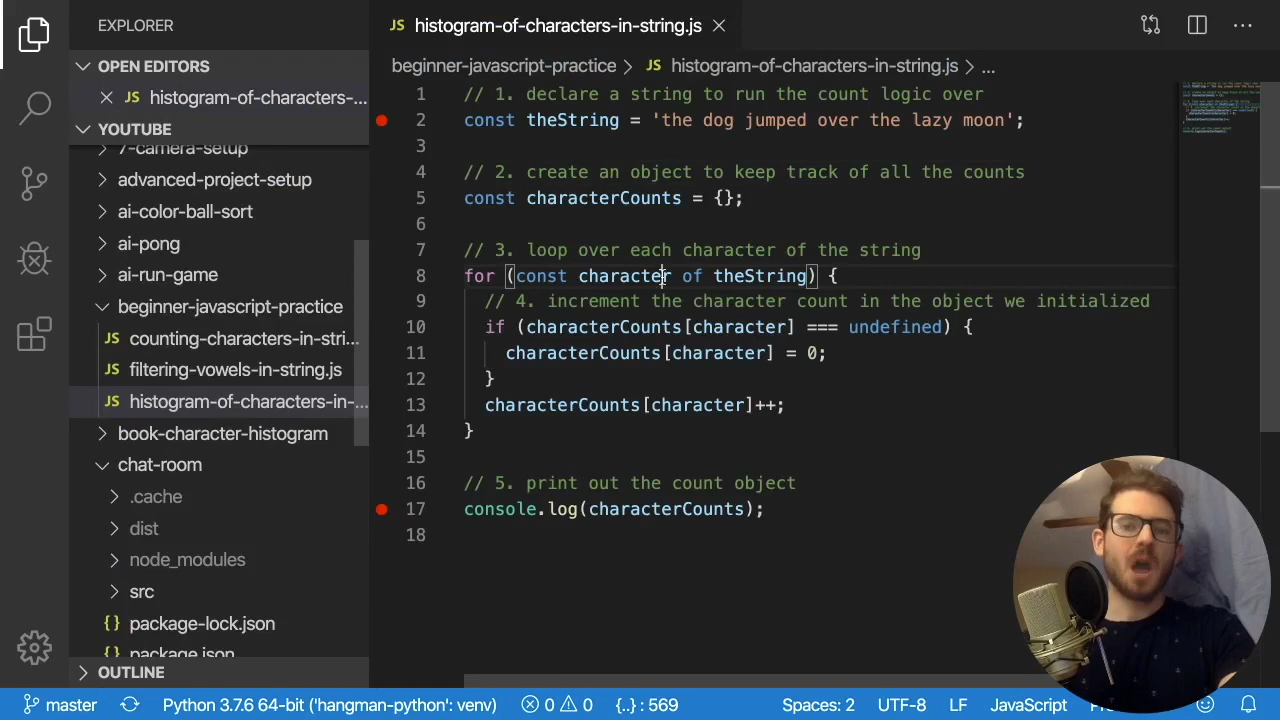 EXPLORER
OPEN EDITORS
JS histogram-of-characters-...
YOUTUBE
7-camera-setup
advanced-project-setup
ai-color-ball-sort
ai-pong
ai-run-game
beginner-javascript-practice
JS counting-characters-in-stri...
JS filtering-vowels-in-string.js
JS histogram-of-characters-in-...
book-character-histogram
chat-room
.cache
dist
node_modules
src
{} package-lock.json
{} package.json
OUTLINE
JS histogram-of-characters-in-string.js
beginner-javascript-practice > JS histogram-of-characters-in-string.js > ...
1 // 1. declare a string to run the count logic over
2 const theString = 'the dog jumped over the lazy moon';
3
4 // 2. create an object to keep track of all the counts
5 const characterCounts = {};
6
7 // 3. loop over each character of the string
8 for (const character of theString) {
9 // 4. increment the character count in the object we initialized
10 if (characterCounts[character] === undefined) {
11 characterCounts[character] = 0;
12 }
13 characterCounts[character]++;
14 }
15
16 // 5. print out the count object
17 console.log(characterCounts);
18
master Python 3.7.6 64-bit ('hangman-python': venv) 0 0 {..} : 569 Spaces: 2 UTF-8 LF JavaScript